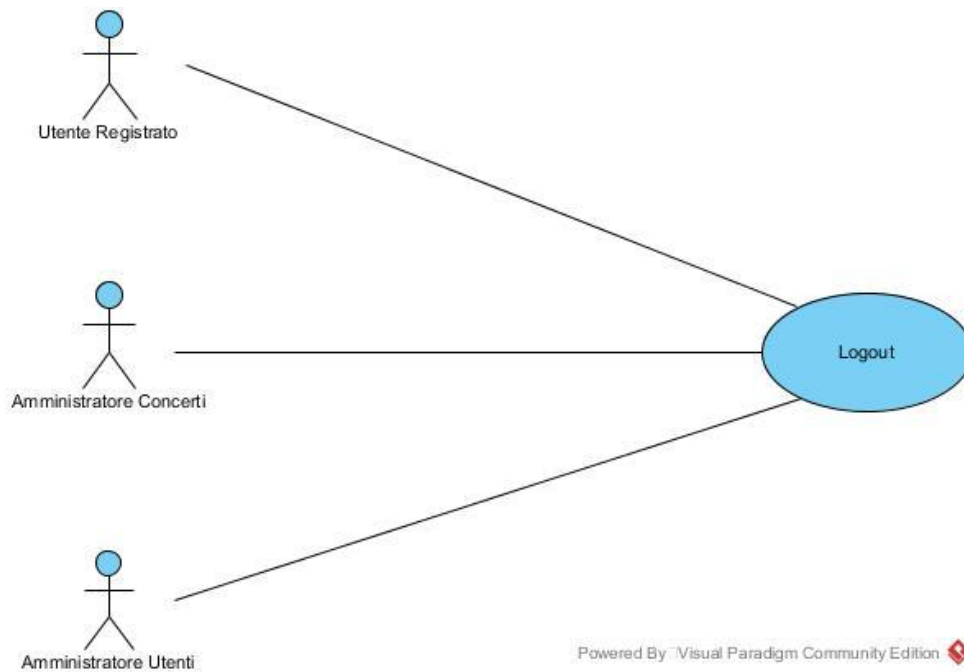 Utente Registrato
Amministratore Concerti
Logout
Amministratore Utenti
Powered By Visual Paradigm Community Edition